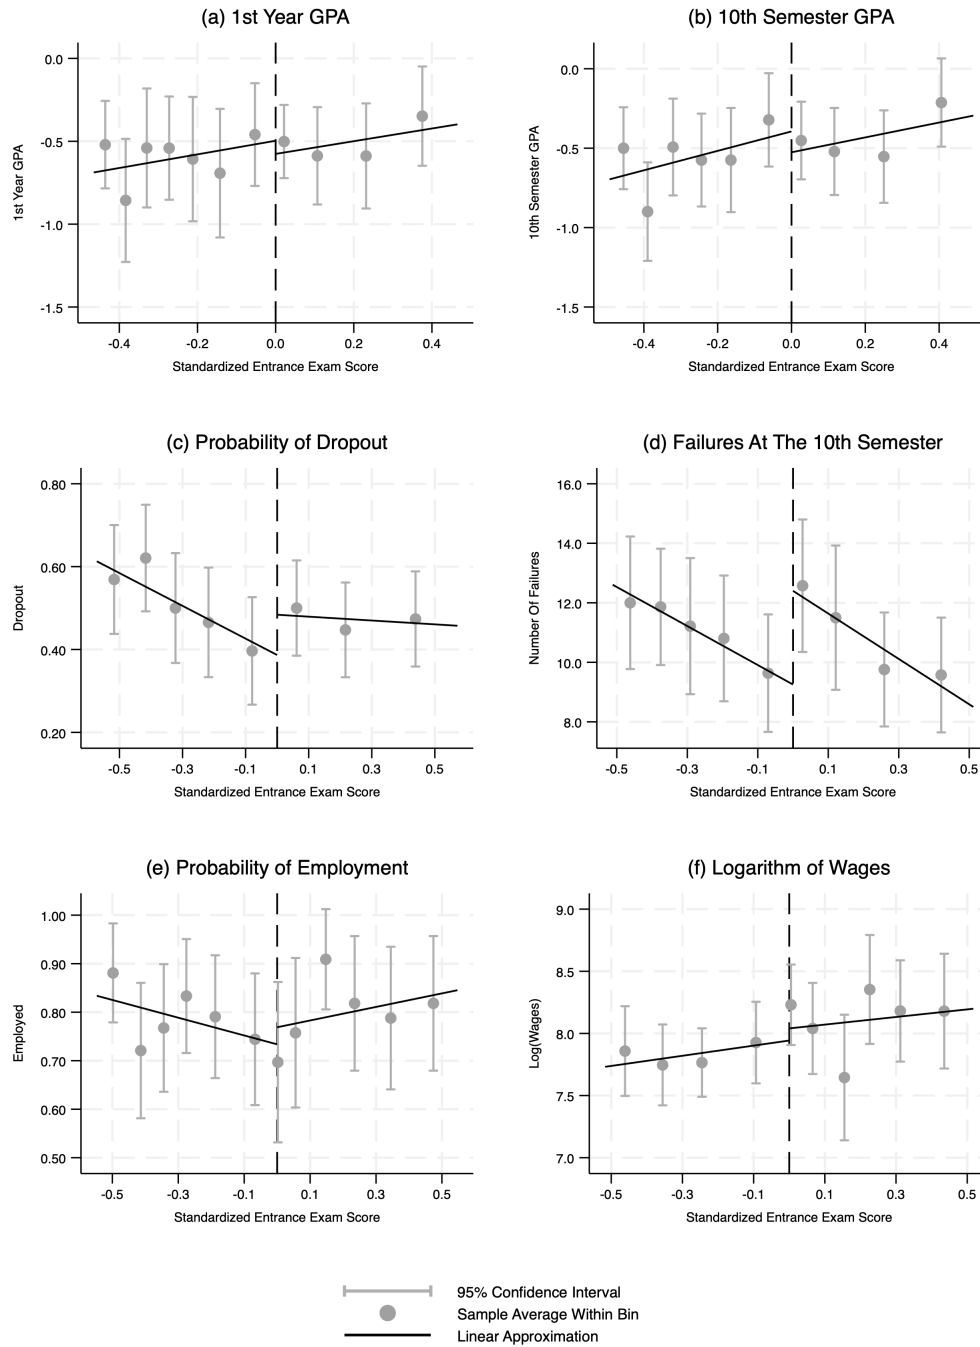 (a) 1st Year GPA
0.0
-0.5
-1.0
-1.5
1st Year GPA
-0.4 -0.2 0.0 0.2 0.4
Standardized Entrance Exam Score
(b) 10th Semester GPA
0.0
-0.5
-1.0
-1.5
10th Semester GPA
-0.4 -0.2 0.0 0.2 0.4
Standardized Entrance Exam Score
(c) Probability of Dropout
0.80
0.60
0.40
0.20
Dropout
-0.5 -0.3 -0.1 0.1 0.3 0.5
Standardized Entrance Exam Score
(d) Failures At The 10th Semester
16.0
14.0
12.0
10.0
8.0
Number Of Failures
-0.5 -0.3 -0.1 0.1 0.3 0.5
Standardized Entrance Exam Score
(e) Probability of Employment
1.00
0.90
0.80
0.70
0.60
0.50
Employed
-0.5 -0.3 -0.1 0.1 0.3 0.5
Standardized Entrance Exam Score
(f) Logarithm of Wages
9.0
8.5
8.0
7.5
7.0
Log(Wages)
-0.5 -0.3 -0.1 0.1 0.3 0.5
Standardized Entrance Exam Score
95% Confidence Interval
Sample Average Within Bin
Linear Approximation